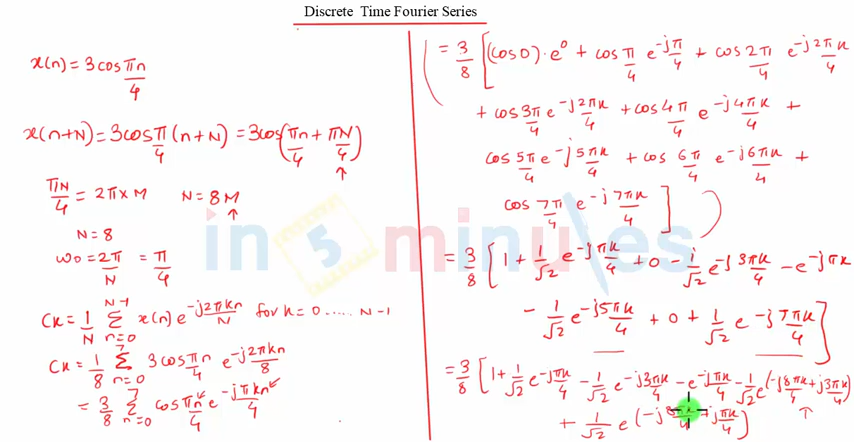 Discrete Time Fourier Series
x(n) = 3cos πn/4
x(n+N) = 3cos π/4 (n+N) = 3cos(πn/4 + πN/4)
πN/4 = 2π × M N = 8M
N = 8
ω0 = 2π/N = π/4
Ck = 1/N Σ_{n=0}^{N-1} x(n) e^{-j2πkn/N} for k = 0 ..... N-1
Ck = 1/8 Σ_{n=0}^{7} 3cos πn/4 e^{-j2πkn/8}
= 3/8 Σ_{n=0}^{7} cos πn/4 e^{-jπkn/4}
= 3/8 [(cos0)·e^0 + cos π/4 e^{-jπ/4} + cos 2π/4 e^{-j2πk/4}
+ cos 3π/4 e^{-j2πk/4} + cos 4π/4 e^{-j4πk/4} +
cos 5π/4 e^{-j5πk/4} + cos 6π/4 e^{-j6πk/4} +
cos 7π/4 e^{-j7πk/4}]
= 3/8 [1 + 1/√2 e^{-jπk/4} + 0 - 1/√2 e^{-j3πk/4} - e^{-jπk}
- 1/√2 e^{-j5πk/4} + 0 + 1/√2 e^{-j7πk/4}]
= 3/8 [1 + 1/√2 e^{-jπk/4} - 1/√2 e^{-j3πk/4} - e^{-jπk/4} - 1/√2 e^{(-j8πk/4 + j3πk/4)}
+ 1/√2 e^{(-j8πk/4 + jπk/4)}]
in 5 minutes